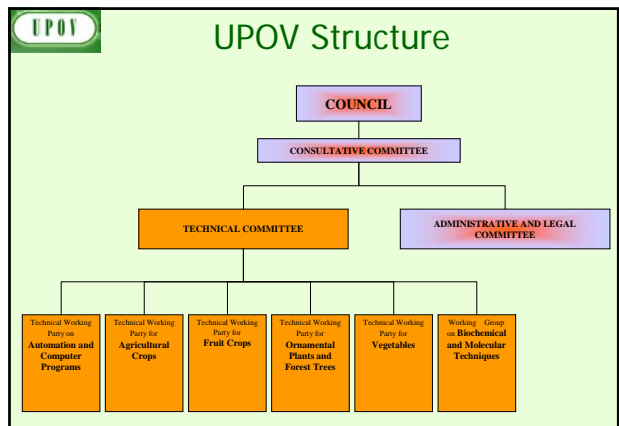 UPOV
UPOV Structure
COUNCIL
CONSULTATIVE COMMITTEE
TECHNICAL COMMITTEE
ADMINISTRATIVE AND LEGAL
COMMITTEE
Technical Working
Party on
Automation and
Computer
Programs
Technical Working
Party for
Agricultural
Crops
Technical Working
Party for
Fruit Crops
Technical Working
Party for
Ornamental
Plants and
Forest Trees
Technical Working
Party for
Vegetables
Working Group
on Biochemical
and Molecular
Techniques